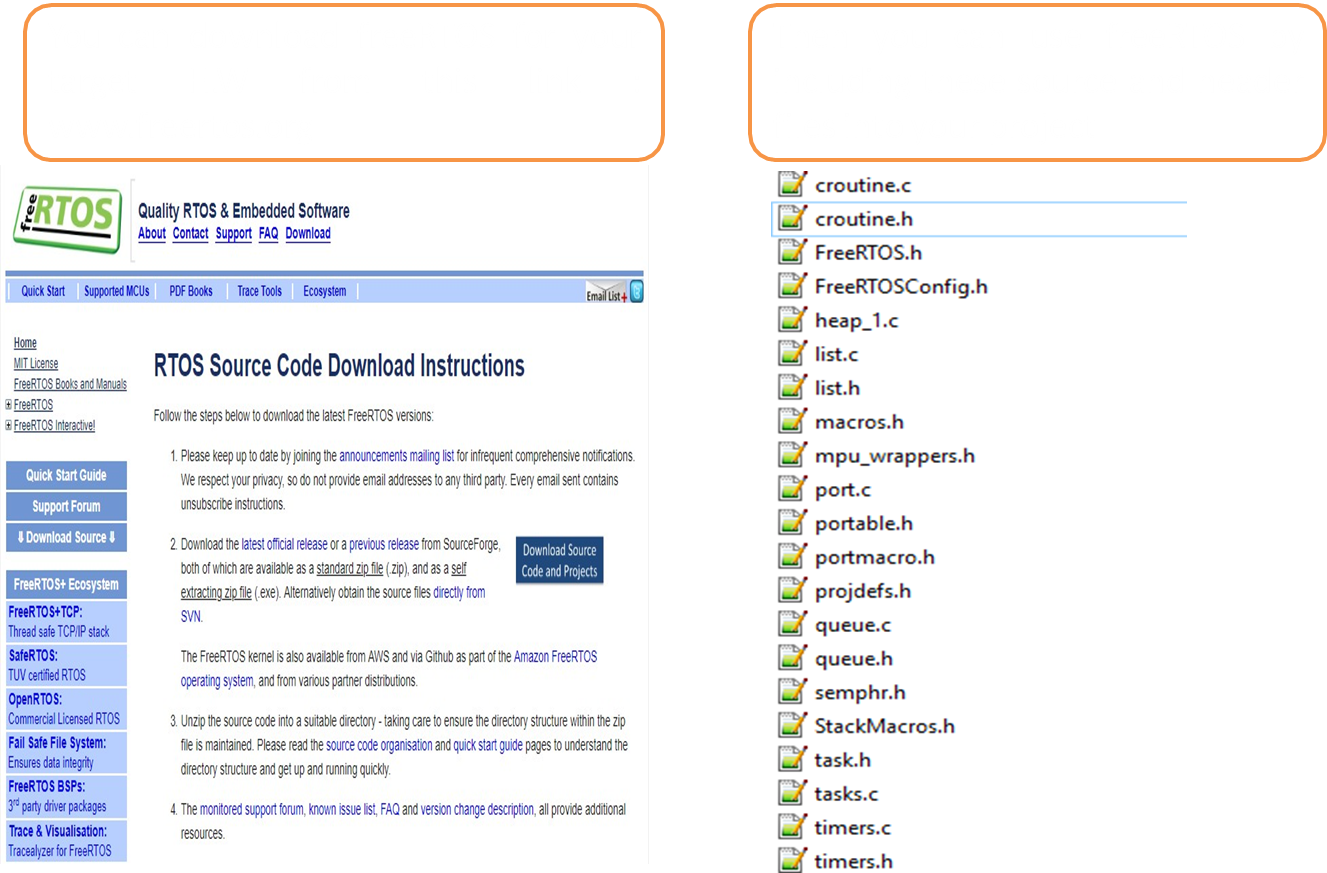 free RTOS
Quality RTOS & Embedded Software
About Contact Support FAQ Download
Quick Start Supported MCUs PDF Books Trace Tools Ecosystem
Email List+
Home
MIT License
FreeRTOS Books and Manuals
FreeRTOS
FreeRTOS Interactive!
Quick Start Guide
Support Forum
⇓ Download Source ⇓
FreeRTOS+ Ecosystem
FreeRTOS+TCP:
Thread safe TCP/IP stack
SafeRTOS:
TUV certified RTOS
OpenRTOS:
Commercial Licensed RTOS
Fail Safe File System:
Ensures data integrity
FreeRTOS BSPs:
3rd party driver packages
Trace & Visualisation:
Tracealyzer for FreeRTOS
RTOS Source Code Download Instructions
Follow the steps below to download the latest FreeRTOS versions:
1. Please keep up to date by joining the announcements mailing list for infrequent comprehensive notifications.
We respect your privacy, so do not provide email addresses to any third party. Every email sent contains
unsubscribe instructions.
2. Download the latest official release or a previous release from SourceForge,
both of which are available as a standard zip file (.zip), and as a self
extracting zip file (.exe). Alternatively obtain the source files directly from
SVN.
Download Source
Code and Projects
The FreeRTOS kernel is also available from AWS and via Github as part of the Amazon FreeRTOS
operating system, and from various partner distributions.
3. Unzip the source code into a suitable directory - taking care to ensure the directory structure within the zip
file is maintained. Please read the source code organisation and quick start guide pages to understand the
directory structure and get up and running quickly.
4. The monitored support forum, known issue list, FAQ and version change description, all provide additional
resources.
croutine.c
croutine.h
FreeRTOS.h
FreeRTOSConfig.h
heap_1.c
list.c
list.h
macros.h
mpu_wrappers.h
port.c
portable.h
portmacro.h
projdefs.h
queue.c
queue.h
semphr.h
StackMacros.h
task.h
tasks.c
timers.c
timers.h